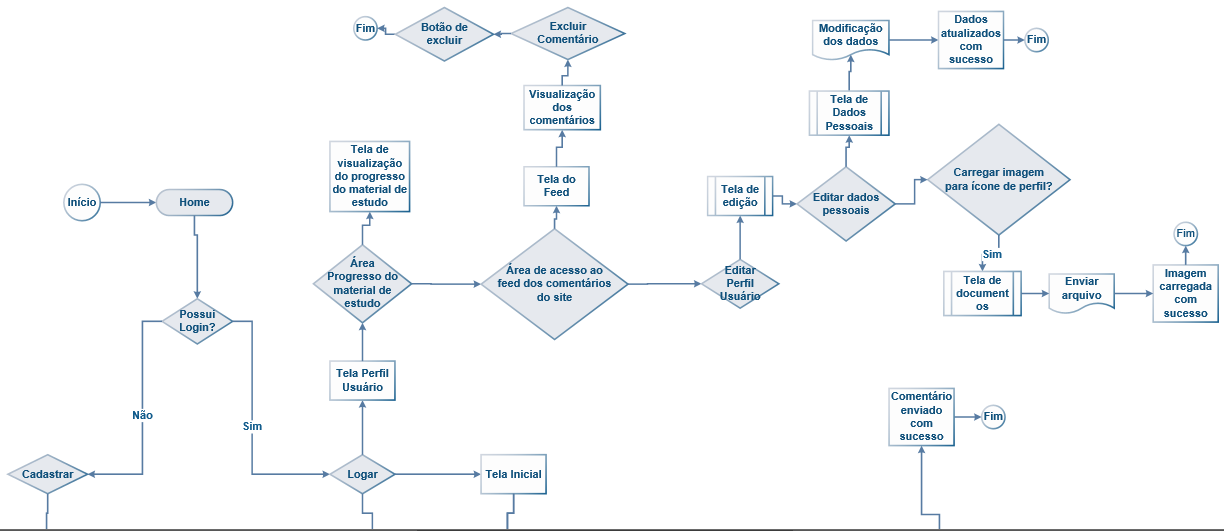 Fim
Botão de
excluir
Excluir
Comentário
Modificação
dos dados
Dados
atualizados
com
sucesso
Fim
Visualização
dos
comentários
Tela de
Dados
Pessoais
Tela de
visualização
do progresso
do material de
estudo
Tela do
Feed
Carregar imagem
para ícone de perfil?
Início
Home
Tela de
edição
Editar dados
pessoais
Fim
Sim
Área
Progresso do
material de
estudo
Área de acesso ao
feed dos comentários
do site
Editar
Perfil
Usuário
Tela de
document
os
Enviar
arquivo
Imagem
carregada
com
sucesso
Possui
Login?
Tela Perfil
Usuário
Não
Sim
Comentário
enviado
com
sucesso
Fim
Cadastrar
Logar
Tela Inicial